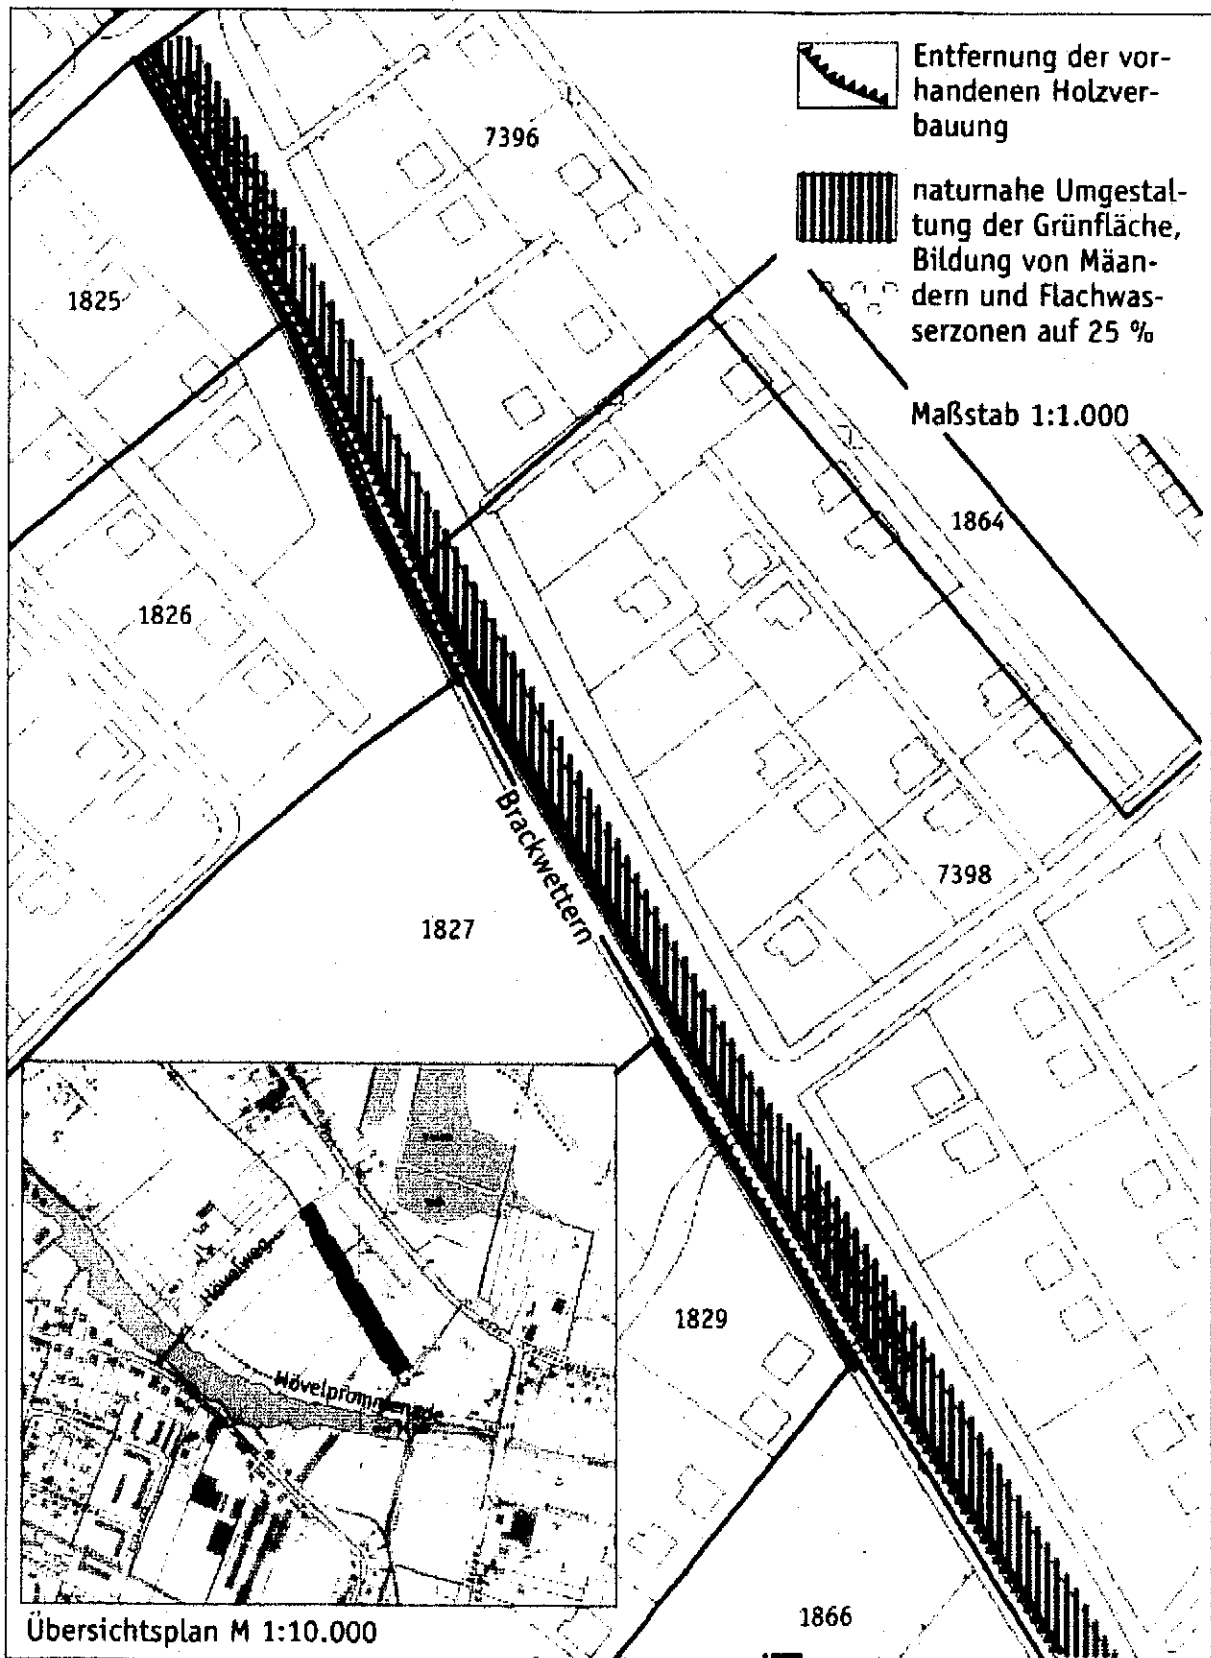 Entfernung der vor-
handenen Holzver-
bauung
naturnahe Umgestal-
tung der Grünfläche,
Bildung von Mäan-
dern und Flachwas-
serzonen auf 25 %
Maßstab 1:1.000
7396
1825
1864
1826
Brackwettern
7398
1827
1829
1866
Hövelweg
Hövelpromenade
Übersichtsplan M 1:10.000